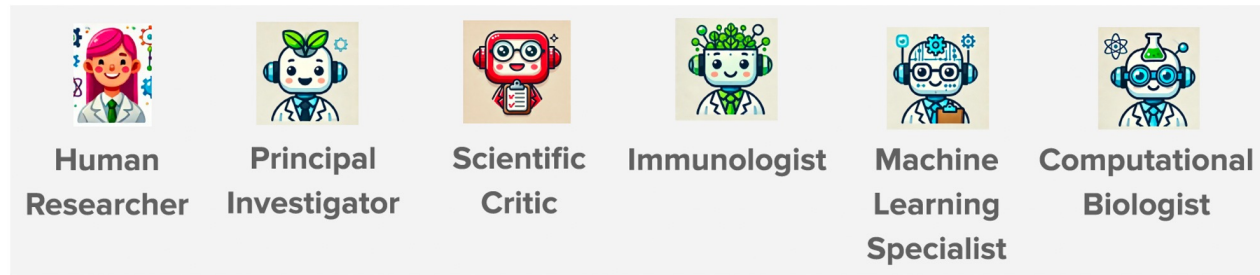 Human
Researcher
Principal
Investigator
Scientific
Critic
Immunologist
Machine
Learning
Specialist
Computational
Biologist